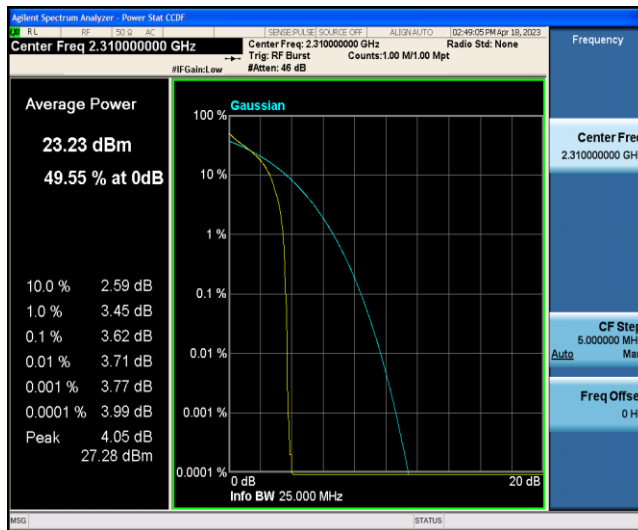 Agilent Spectrum Analyzer - Power Stat CCDF
RL RF 50 Ω AC SENSE:PULSE SOURCE OFF ALIGN AUTO 02:49:05 PM Apr 18, 2023
Center Freq 2.310000000 GHz
Center Freq: 2.310000000 GHz Radio Std: None
Trig: RF Burst Counts:1.00 M/1.00 Mpt
#IFGain:Low #Atten: 46 dB
Frequency
Average Power
23.23 dBm
49.55 % at 0dB
10.0 % 2.59 dB
1.0 % 3.45 dB
0.1 % 3.62 dB
0.01 % 3.71 dB
0.001 % 3.77 dB
0.0001 % 3.99 dB
Peak 4.05 dB
27.28 dBm
Gaussian
100 %
10 %
1 %
0.1 %
0.01 %
0.001 %
0.0001 %
0 dB 20 dB
Info BW 25.000 MHz
Center Freq
2.310000000 GH
CF Step
5.000000 MH
Auto Ma
Freq Offse
0 H
MSG STATUS